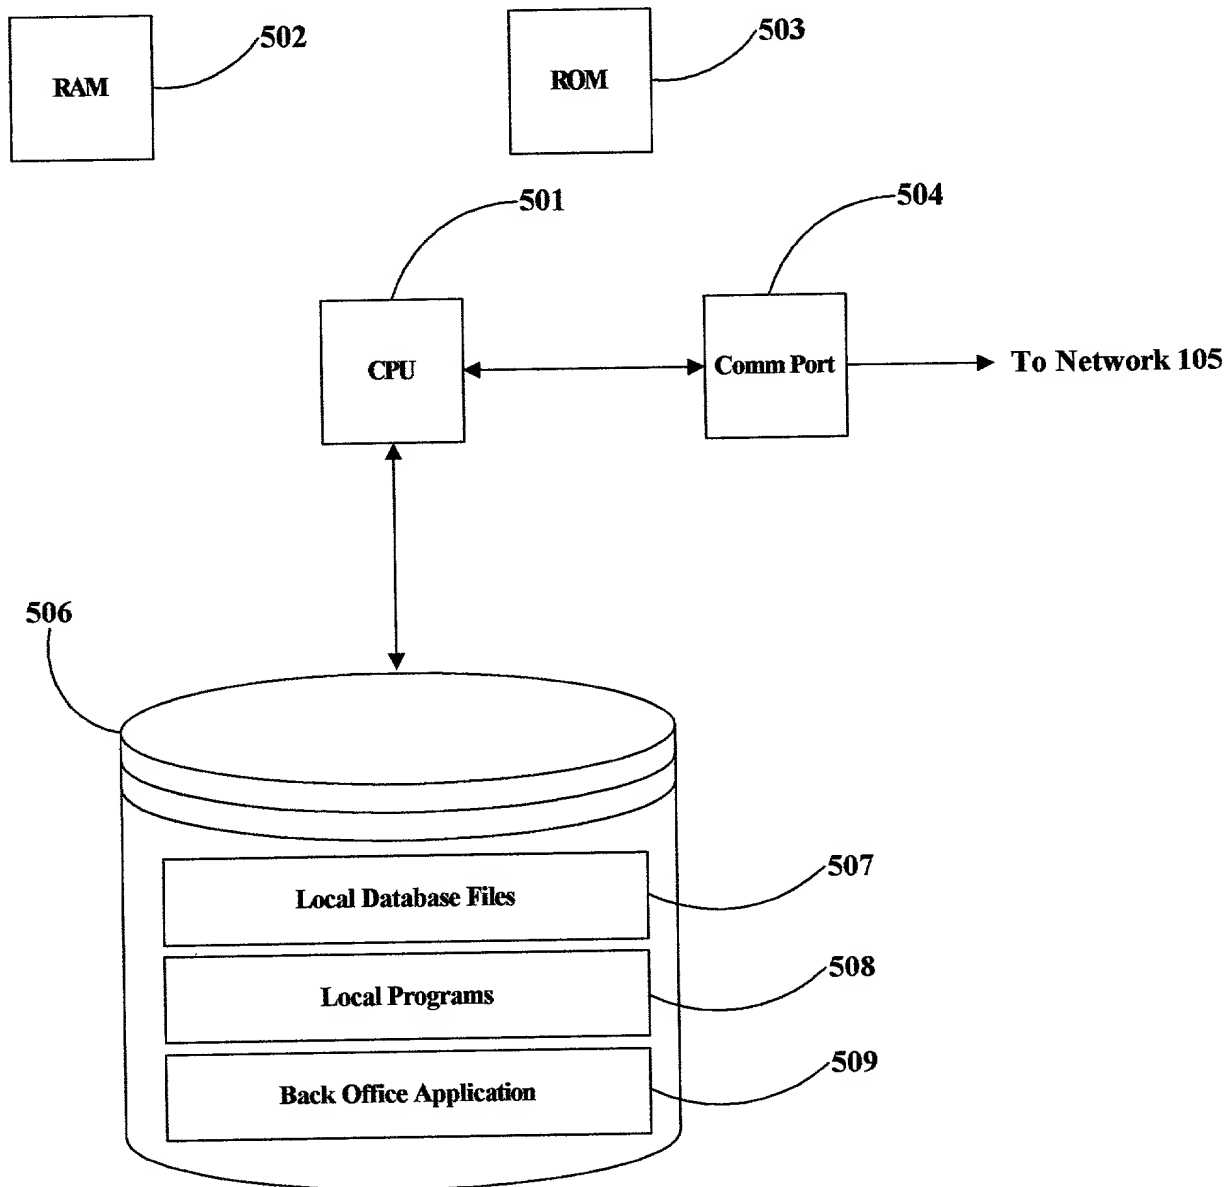 502
503
RAM
ROM
501
504
CPU
Comm Port
To Network 105
506
507
Local Database Files
508
Local Programs
509
Back Office Application